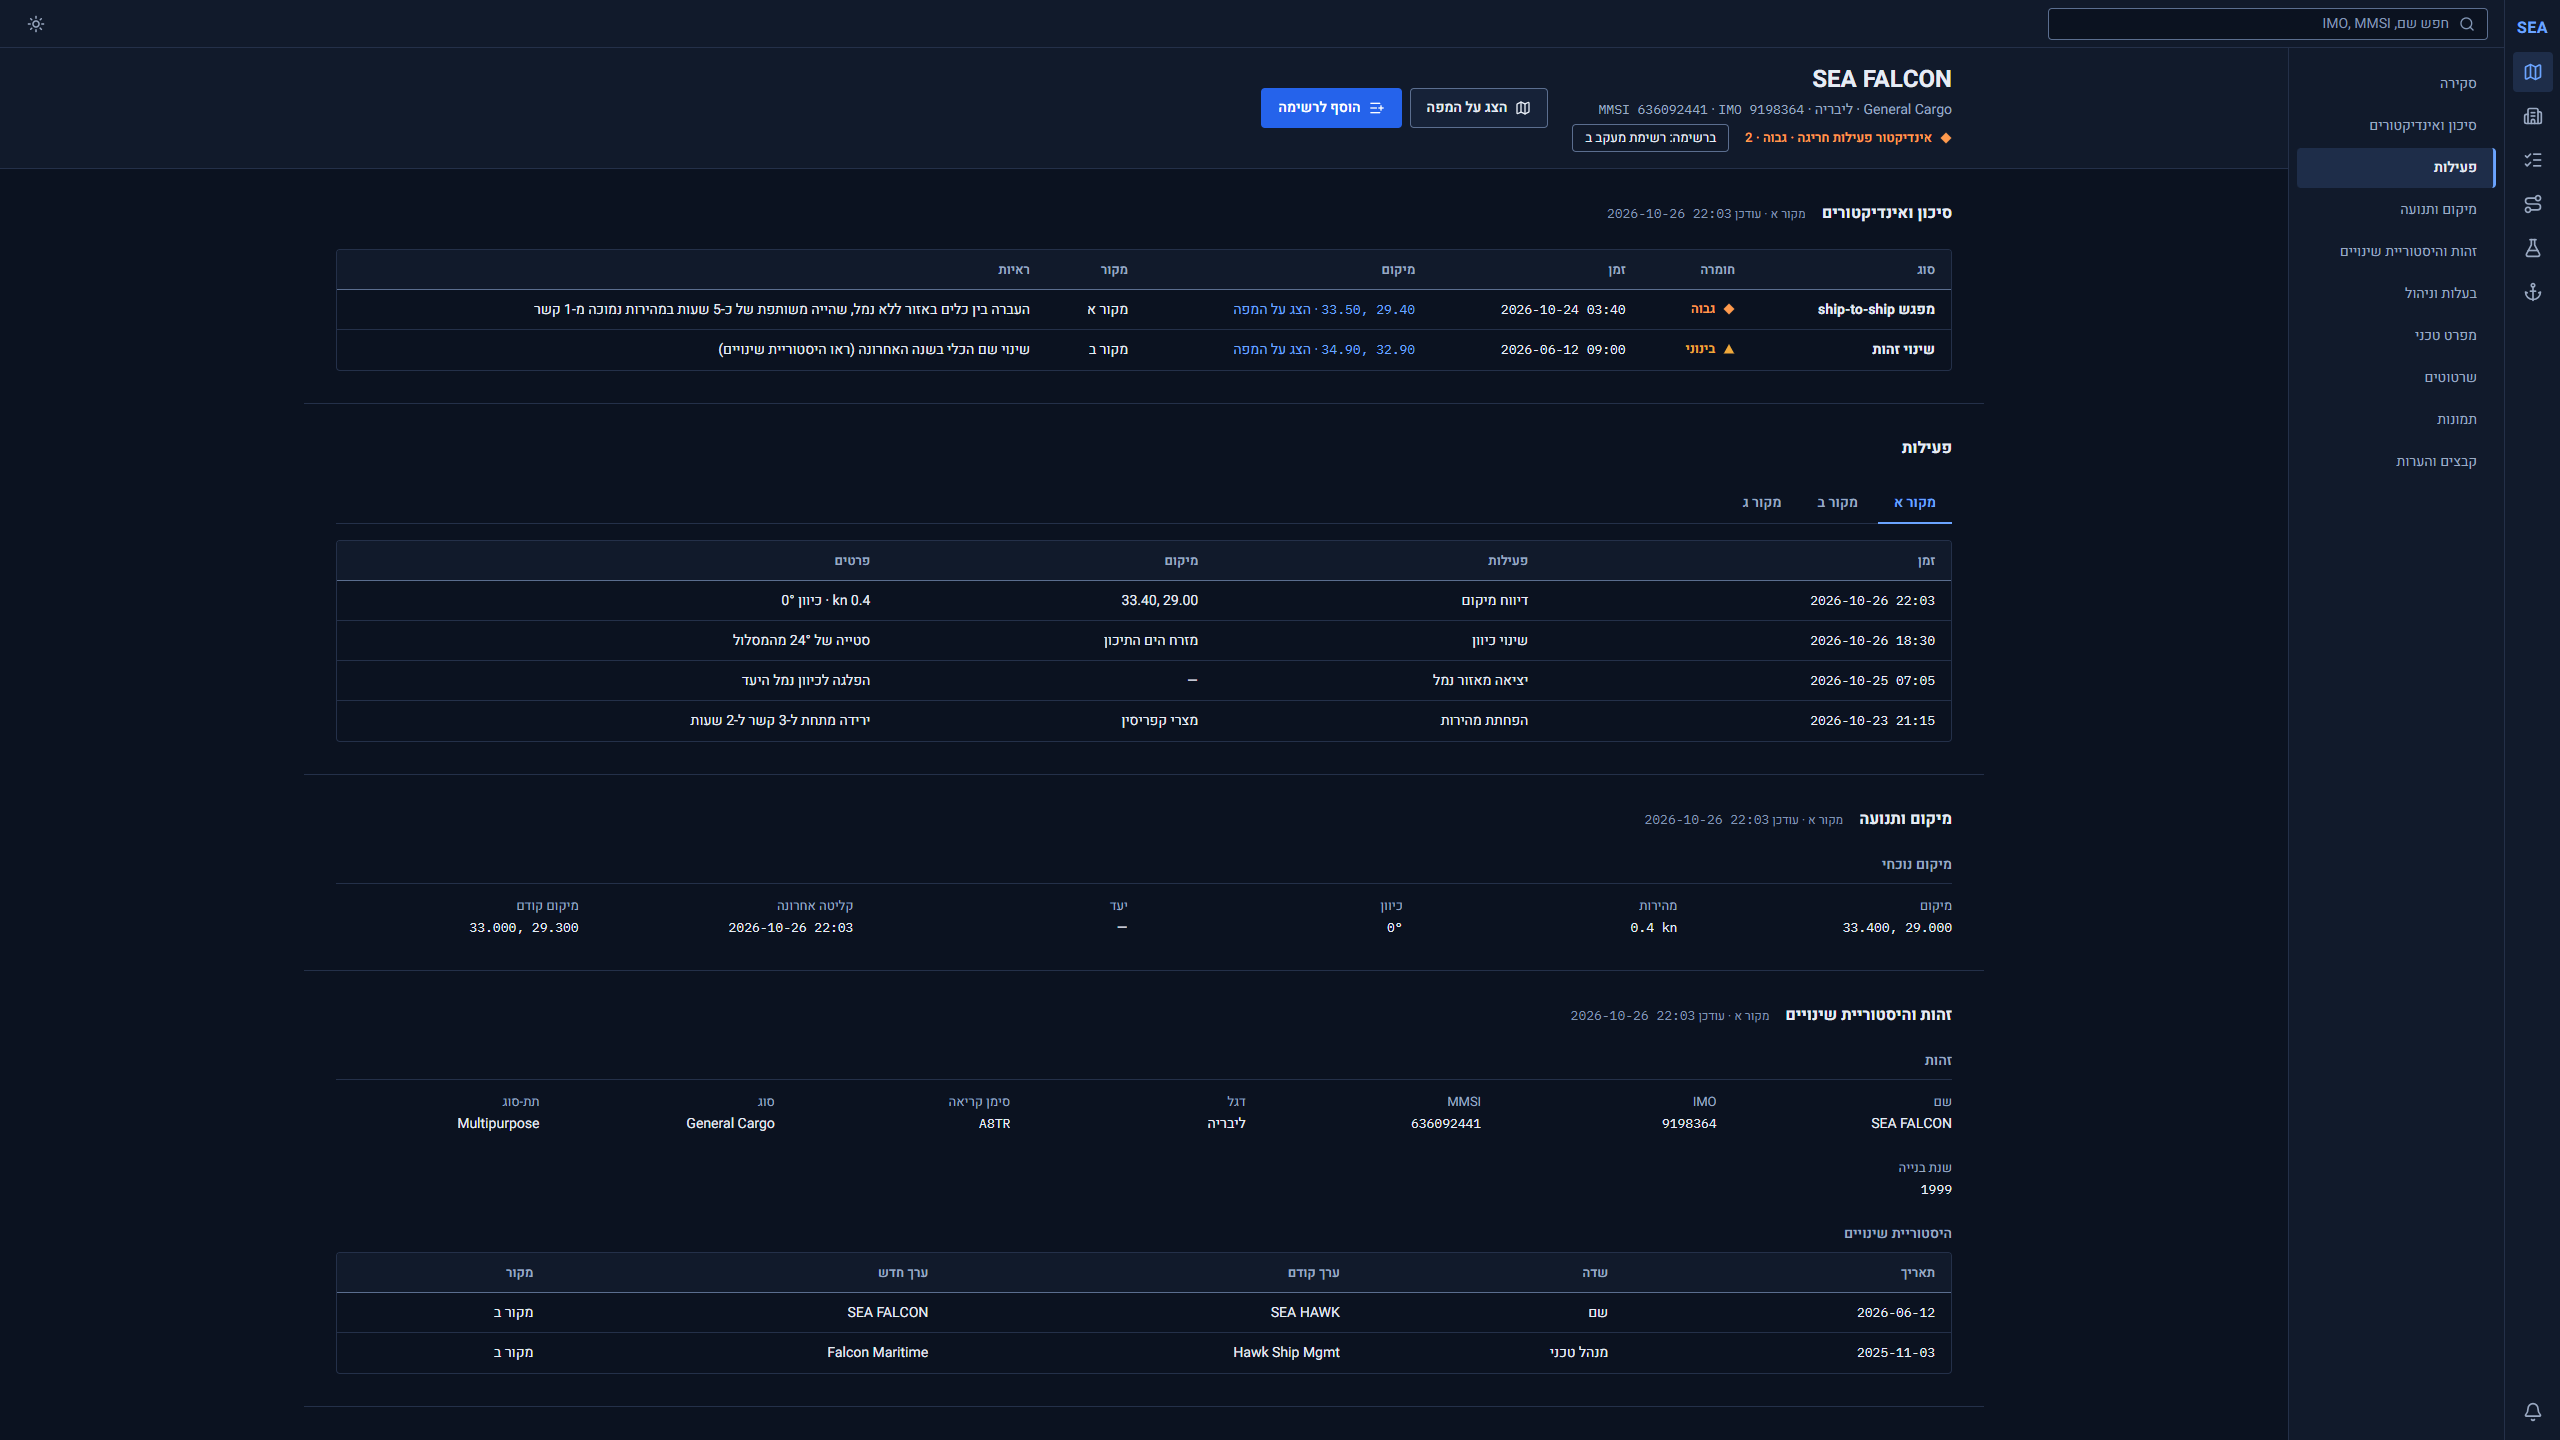 SEA
חפש שם, IMO, MMSI
סקירה
סיכון ואינדיקטורים
פעילות
מיקום ותנועה
זהות והיסטוריית שינויים
בעלות וניהול
מפרט טכני
שרטוטים
תמונות
קבצים והערות
SEA FALCON
General Cargo · ליבריה · IMO 9198364 · MMSI 636092441
אינדיקטור פעילות חריגה · גבוה · 2
ברשימה: רשימת מעקב ב
הצג על המפה
הוסף לרשימה
סיכון ואינדיקטורים מקור א · עודכן 2026-10-26 22:03
סוג חומרה זמן מיקום מקור ראיות
מפגש ship-to-ship גבוה 2026-10-24 03:40 33.50, 29.40 · הצג על המפה מקור א העברה בין כלים באזור ללא נמל, שהייה משותפת של כ-5 שעות במהירות נמוכה מ-1 קשר
שינוי זהות בינוני 2026-06-12 09:00 34.90, 32.90 · הצג על המפה מקור ב שינוי שם הכלי בשנה האחרונה (ראו היסטוריית שינויים)
פעילות
מקור א מקור ב מקור ג
זמן פעילות מיקום פרטים
2026-10-26 22:03 דיווח מיקום 33.40, 29.00 0.4 kn · כיוון 0°
2026-10-26 18:30 שינוי כיוון מזרח הים התיכון סטייה של 24° מהמסלול
2026-10-25 07:05 יציאה מאזור נמל — הפלגה לכיוון נמל היעד
2026-10-23 21:15 הפחתת מהירות מצרי קפריסין ירידה מתחת ל-3 קשר ל-2 שעות
מיקום ותנועה מקור א · עודכן 2026-10-26 22:03
מיקום נוכחי
מיקום מהירות כיוון יעד קליטה אחרונה מיקום קודם
33.400, 29.000 0.4 kn 0° — 2026-10-26 22:03 33.000, 29.300
זהות והיסטוריית שינויים מקור א · עודכן 2026-10-26 22:03
זהות
שם IMO MMSI דגל סימן קריאה סוג תת-סוג
SEA FALCON 9198364 636092441 ליבריה A8TR General Cargo Multipurpose
שנת בנייה
1999
היסטוריית שינויים
תאריך שדה ערך קודם ערך חדש מקור
2026-06-12 שם SEA HAWK SEA FALCON מקור ב
2025-11-03 מנהל טכני Hawk Ship Mgmt Falcon Maritime מקור ב